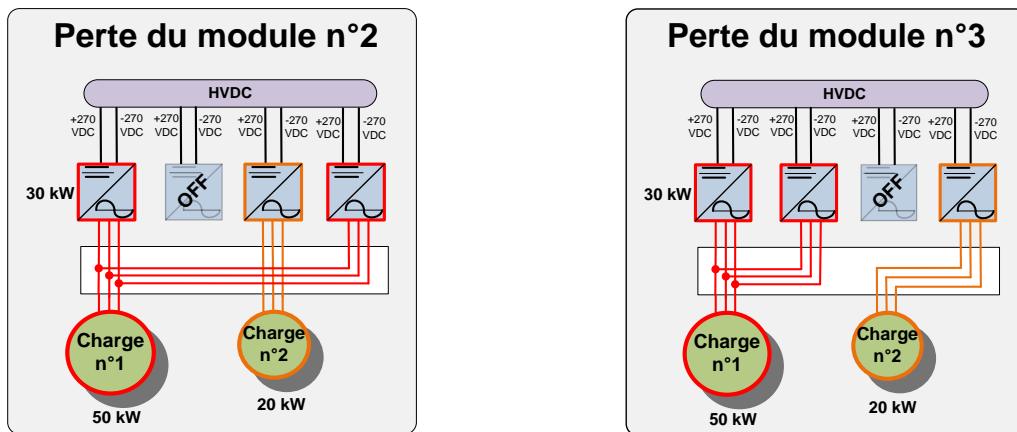 Perte du module n°2
HVDC
+270 VDC
-270 VDC
+270 VDC
-270 VDC
+270 VDC
-270 VDC
+270 VDC
-270 VDC
30 kW
OFF
Charge
n°1
Charge
n°2
50 kW
20 kW
Perte du module n°3
HVDC
+270 VDC
-270 VDC
+270 VDC
-270 VDC
+270 VDC
-270 VDC
+270 VDC
-270 VDC
30 kW
OFF
Charge
n°1
Charge
n°2
50 kW
20 kW